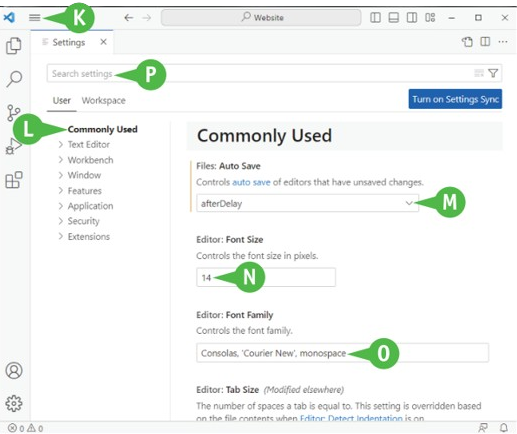 K
Website
Settings
Search settings
P
User Workspace
Turn on Settings Sync
L
Commonly Used
Text Editor
Workbench
Window
Features
Application
Security
Extensions
Commonly Used
Files: Auto Save
Controls auto save of editors that have unsaved changes.
afterDelay
M
Editor: Font Size
Controls the font size in pixels.
14
N
Editor: Font Family
Controls the font family.
Consolas, 'Courier New', monospace
O
Editor: Tab Size (Modified elsewhere)
The number of spaces a tab is equal to. This setting is overridden based
on the file contents when Editor: Detect Indentation is on.
0 0